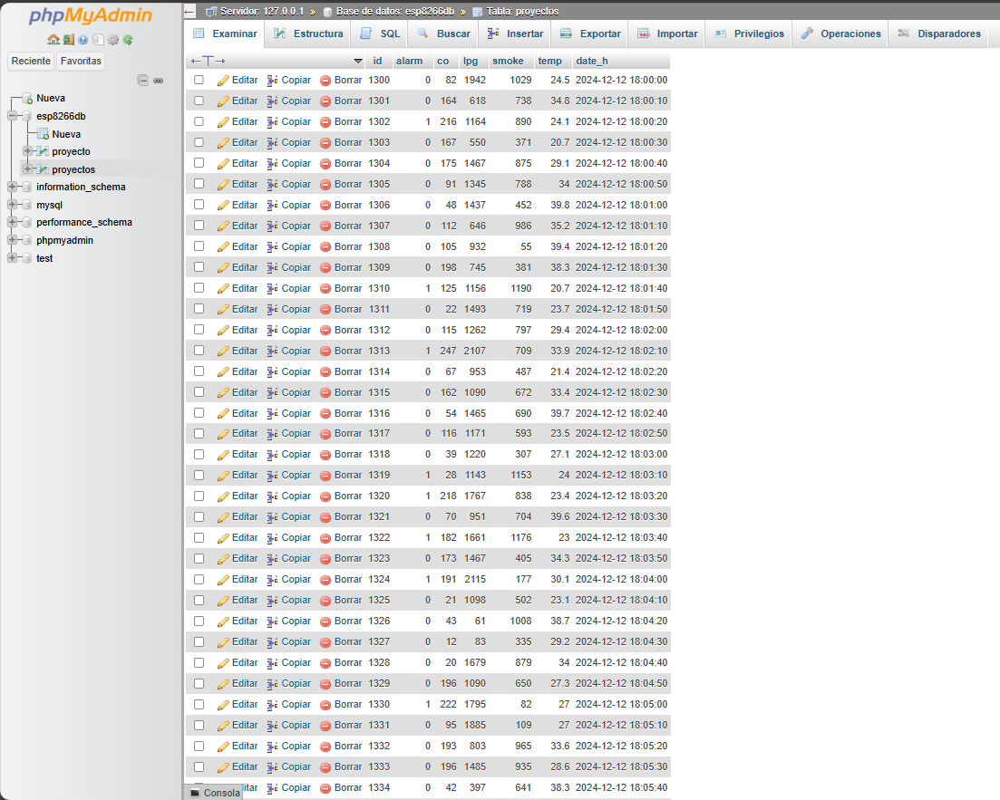 phpMyAdmin
Reciente Favoritas
Nueva
esp8266db
Nueva
proyecto
proyectos
information_schema
mysql
performance_schema
phpmyadmin
test
Servidor: 127.0.0.1 » Base de datos: esp8266db » Tabla: proyectos
Examinar Estructura SQL Buscar Insertar Exportar Importar Privilegios Operaciones Disparadores
←T→ id alarm co lpg smoke temp date_h
Editar Copiar Borrar 1300 0 82 1942 1029 24.5 2024-12-12 18:00:00
Editar Copiar Borrar 1301 0 164 618 738 34.8 2024-12-12 18:00:10
Editar Copiar Borrar 1302 1 216 1164 890 24.1 2024-12-12 18:00:20
Editar Copiar Borrar 1303 0 167 550 371 20.7 2024-12-12 18:00:30
Editar Copiar Borrar 1304 0 175 1467 875 29.1 2024-12-12 18:00:40
Editar Copiar Borrar 1305 0 91 1345 788 34 2024-12-12 18:00:50
Editar Copiar Borrar 1306 0 48 1437 452 39.8 2024-12-12 18:01:00
Editar Copiar Borrar 1307 0 112 646 986 35.2 2024-12-12 18:01:10
Editar Copiar Borrar 1308 0 105 932 55 39.4 2024-12-12 18:01:20
Editar Copiar Borrar 1309 0 198 745 381 38.3 2024-12-12 18:01:30
Editar Copiar Borrar 1310 1 125 1156 1190 20.7 2024-12-12 18:01:40
Editar Copiar Borrar 1311 0 22 1493 719 23.7 2024-12-12 18:01:50
Editar Copiar Borrar 1312 0 115 1262 797 29.4 2024-12-12 18:02:00
Editar Copiar Borrar 1313 1 247 2107 709 33.9 2024-12-12 18:02:10
Editar Copiar Borrar 1314 0 67 953 487 21.4 2024-12-12 18:02:20
Editar Copiar Borrar 1315 0 162 1090 672 33.4 2024-12-12 18:02:30
Editar Copiar Borrar 1316 0 54 1465 690 39.7 2024-12-12 18:02:40
Editar Copiar Borrar 1317 0 116 1171 593 23.5 2024-12-12 18:02:50
Editar Copiar Borrar 1318 0 39 1220 307 27.1 2024-12-12 18:03:00
Editar Copiar Borrar 1319 1 28 1143 1153 24 2024-12-12 18:03:10
Editar Copiar Borrar 1320 1 218 1767 838 23.4 2024-12-12 18:03:20
Editar Copiar Borrar 1321 0 70 951 704 39.6 2024-12-12 18:03:30
Editar Copiar Borrar 1322 1 182 1661 1176 23 2024-12-12 18:03:40
Editar Copiar Borrar 1323 0 173 1467 405 34.3 2024-12-12 18:03:50
Editar Copiar Borrar 1324 1 191 2115 177 30.1 2024-12-12 18:04:00
Editar Copiar Borrar 1325 0 21 1098 502 23.1 2024-12-12 18:04:10
Editar Copiar Borrar 1326 0 43 61 1008 38.7 2024-12-12 18:04:20
Editar Copiar Borrar 1327 0 12 83 335 29.2 2024-12-12 18:04:30
Editar Copiar Borrar 1328 0 20 1679 879 34 2024-12-12 18:04:40
Editar Copiar Borrar 1329 0 196 1090 650 27.3 2024-12-12 18:04:50
Editar Copiar Borrar 1330 1 222 1795 82 27 2024-12-12 18:05:00
Editar Copiar Borrar 1331 0 95 1885 109 27 2024-12-12 18:05:10
Editar Copiar Borrar 1332 0 193 803 965 33.6 2024-12-12 18:05:20
Editar Copiar Borrar 1333 0 196 1485 935 28.6 2024-12-12 18:05:30
itar Copiar Borrar 1334 0 42 397 641 38.3 2024-12-12 18:05:40
Consola